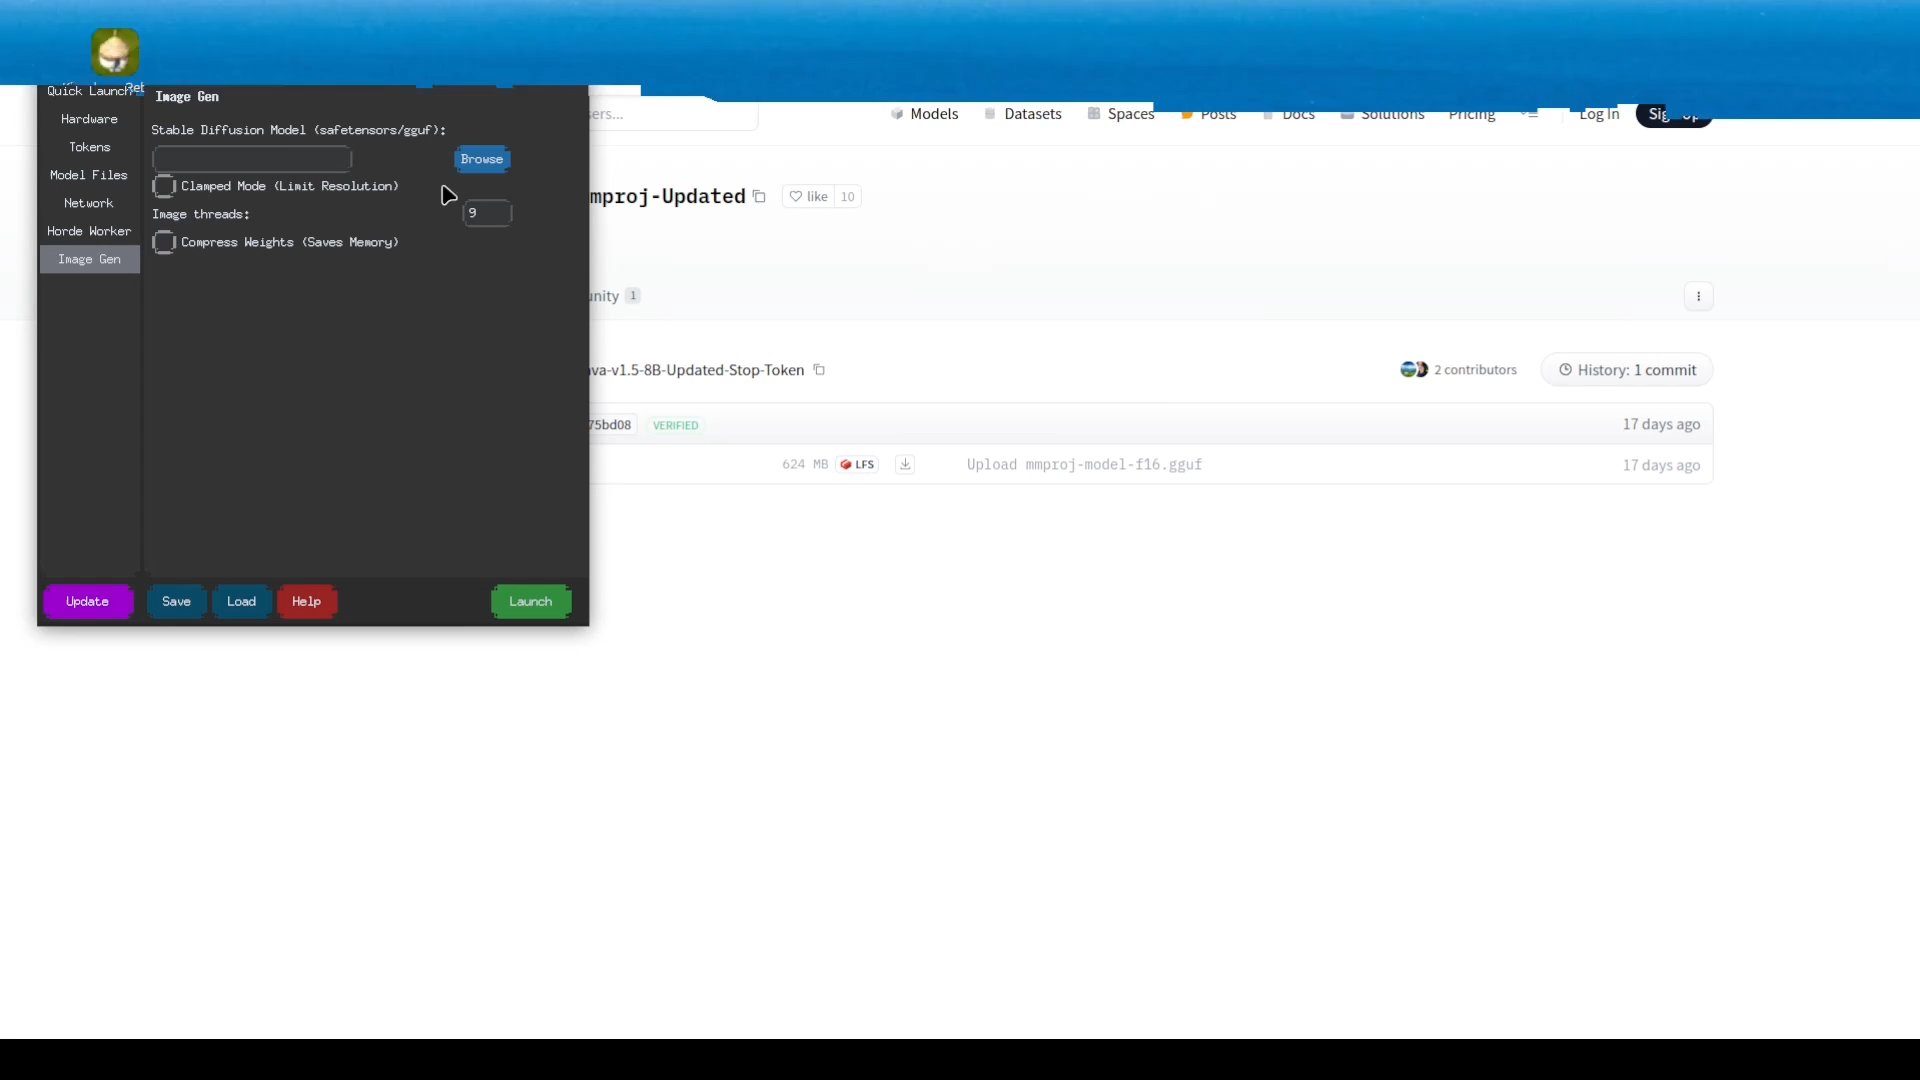 Quick Launch
Hardware
Tokens
Model Files
Network
Horde Worker
Image Gen
Image Gen
Stable Diffusion Model (safetensors/gguf):
Browse
Clamped Mode (Limit Resolution)
Image threads:
9
Compress Weights (Saves Memory)
Update
Save
Load
Help
Launch
sers...
Models
Datasets
Spaces
Posts
Docs
Solutions
Pricing
Log In
mproj-Updated
like
10
unity 1
ava-v1.5-8B-Updated-Stop-Token
2 contributors
History: 1 commit
75bd08
VERIFIED
17 days ago
624 MB
LFS
Upload mmproj-model-f16.gguf
17 days ago